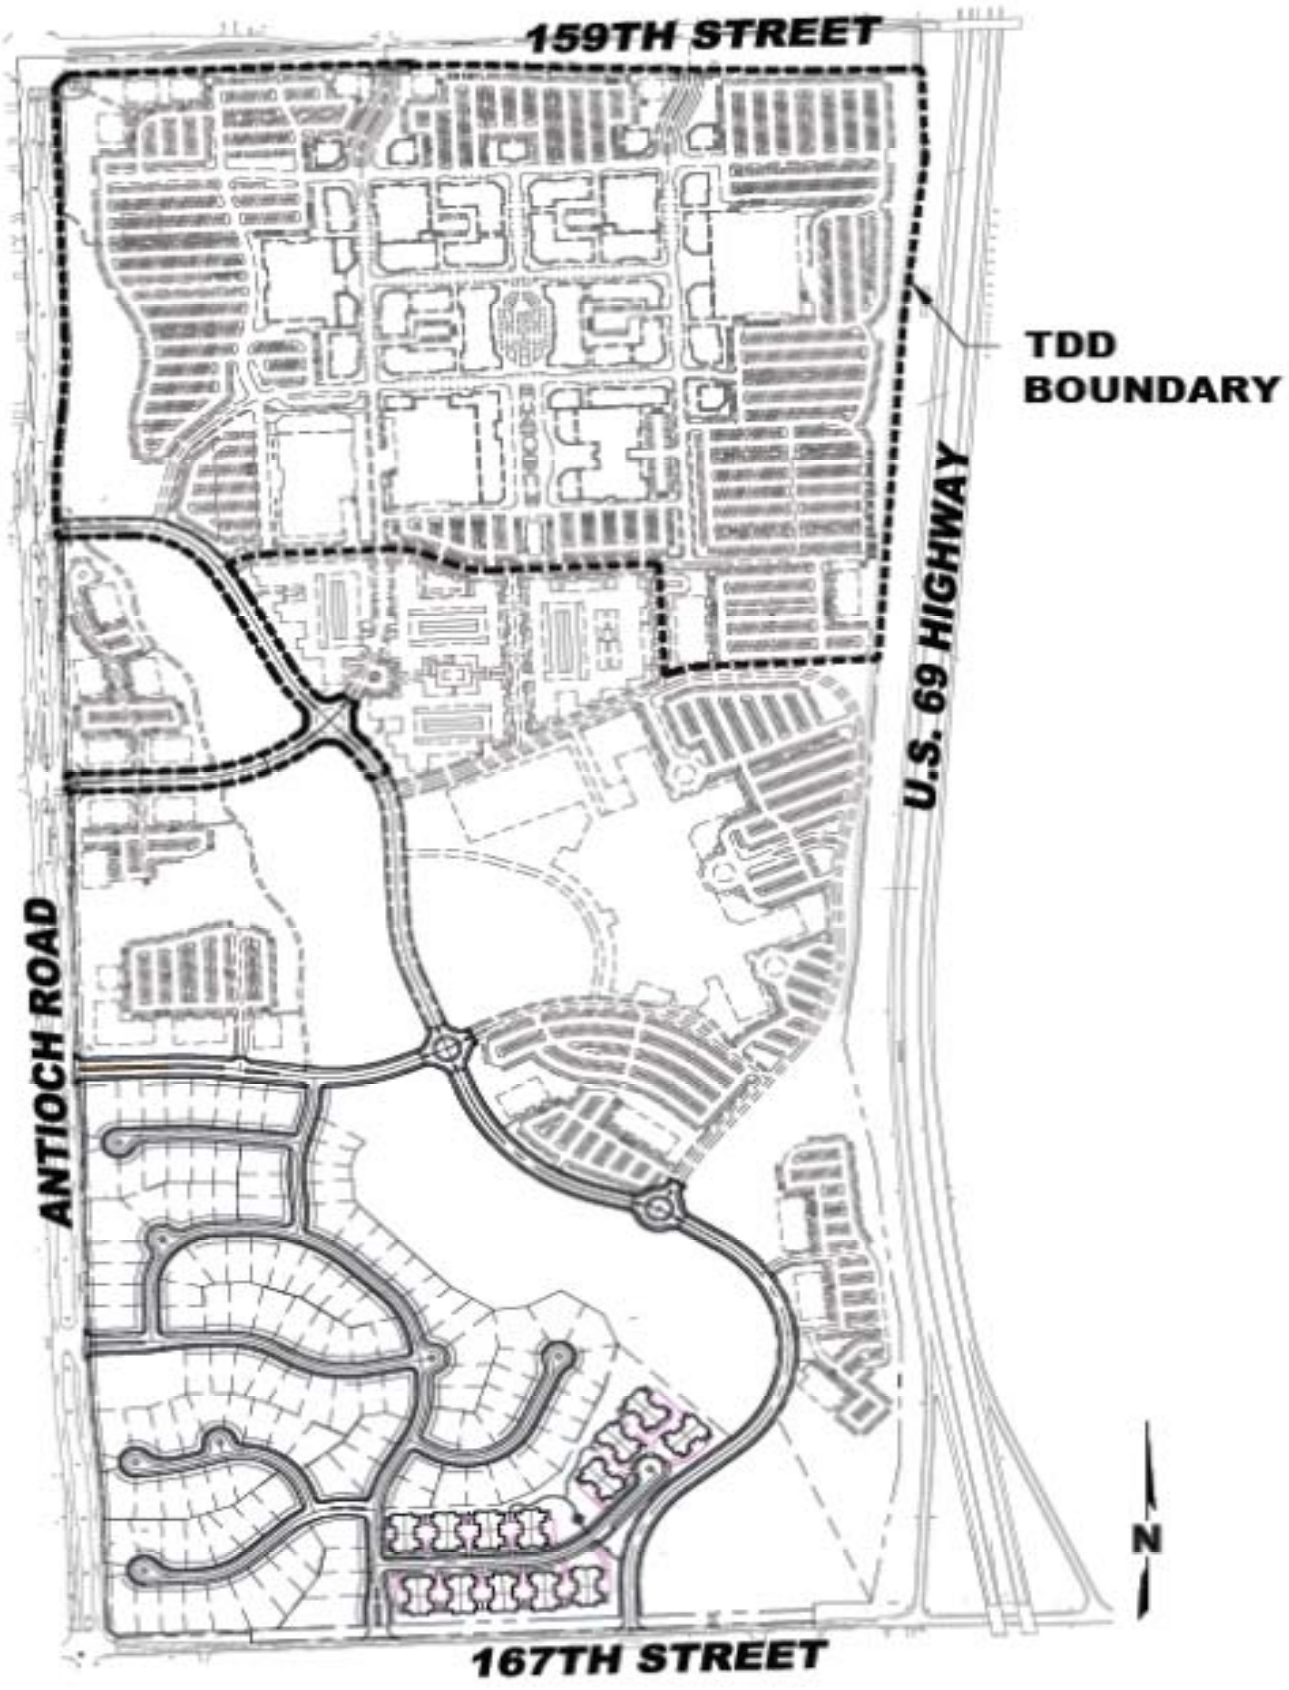 159TH STREET
TDD
BOUNDARY
U.S. 69 HIGHWAY
ANTIOCH ROAD
N
167TH STREET